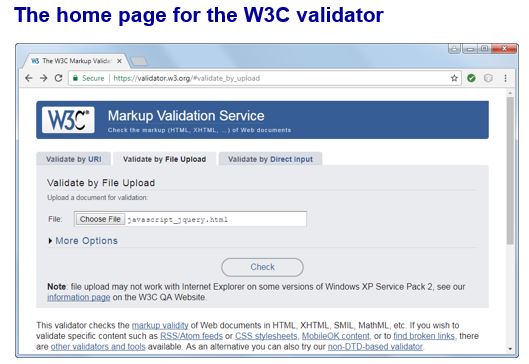 The home page for the W3C validator
W3 The W3C Markup Valida
Secure | https://validator.w3.org/#validate_by_upload
W3C® Markup Validation Service
Check the markup (HTML, XHTML, ...) of Web documents
Validate by URI Validate by File Upload Validate by Direct Input
Validate by File Upload
Upload a document for validation:
File: Choose File javascript_jquery.html
More Options
Check
Note: file upload may not work with Internet Explorer on some versions of Windows XP Service Pack 2, see our
information page on the W3C QA Website.
This validator checks the markup validity of Web documents in HTML, XHTML, SMIL, MathML, etc. If you wish to
validate specific content such as RSS/Atom feeds or CSS stylesheets, MobileOK content, or to find broken links, there
are other validators and tools available. As an alternative you can also try our non-DTD-based validator.